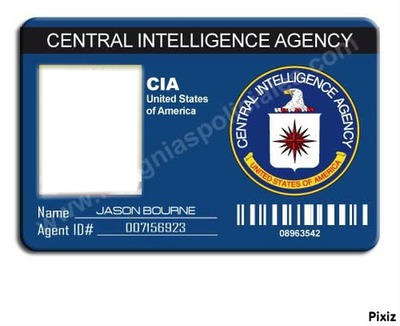 CENTRAL INTELLIGENCE AGENCY
CIA
United States
of America
CENTRAL INTELLIGENCE AGENCY
UNITED STATES OF AMERICA
Name JASON BOURNE
Agent ID# 007156923
08963542
Pixiz